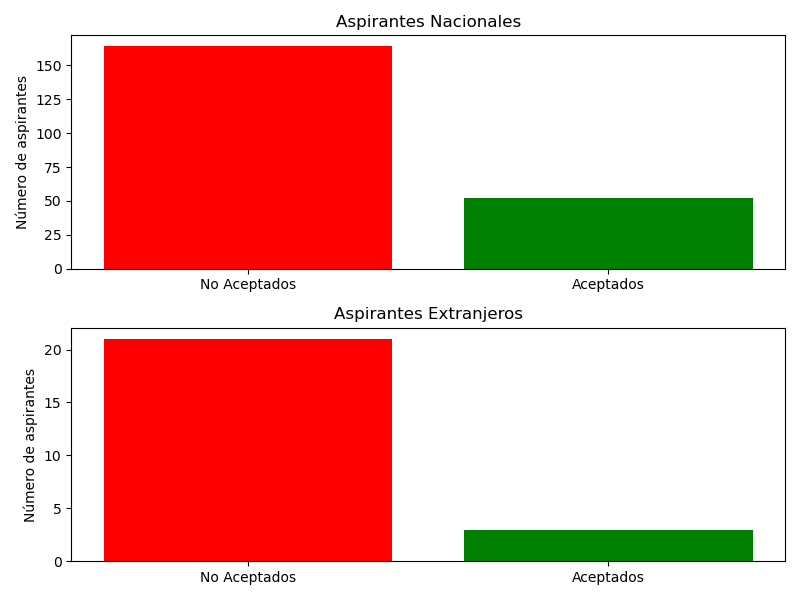 Aspirantes Nacionales
Número de aspirantes
150
125
100
75
50
25
0
No Aceptados
Aceptados
Aspirantes Extranjeros
Número de aspirantes
20
15
10
5
0
No Aceptados
Aceptados